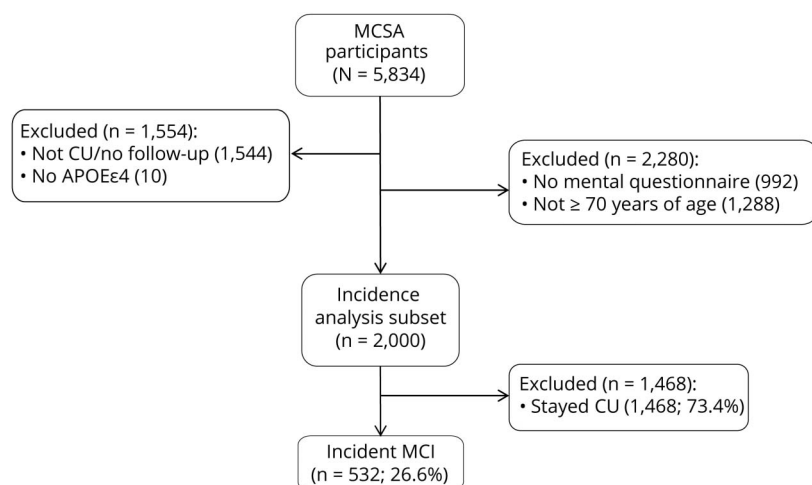 MCSA
participants
(N = 5,834)
Excluded (n = 1,554):
• Not CU/no follow-up (1,544)
• No APOEε4 (10)
Excluded (n = 2,280):
• No mental questionnaire (992)
• Not ≥ 70 years of age (1,288)
Incidence
analysis subset
(n = 2,000)
Excluded (n = 1,468):
• Stayed CU (1,468; 73.4%)
Incident MCI
(n = 532; 26.6%)